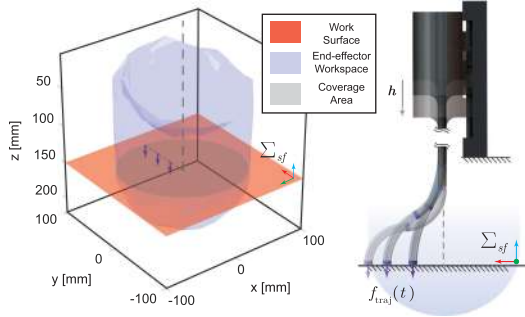 Work
Surface
End-effector
Workspace
Coverage
Area
50
100
150
200
z [mm]
100
0
-100
y [mm]
-100
0
100
x [mm]
Σsf
h
Σsf
f_traj(t)